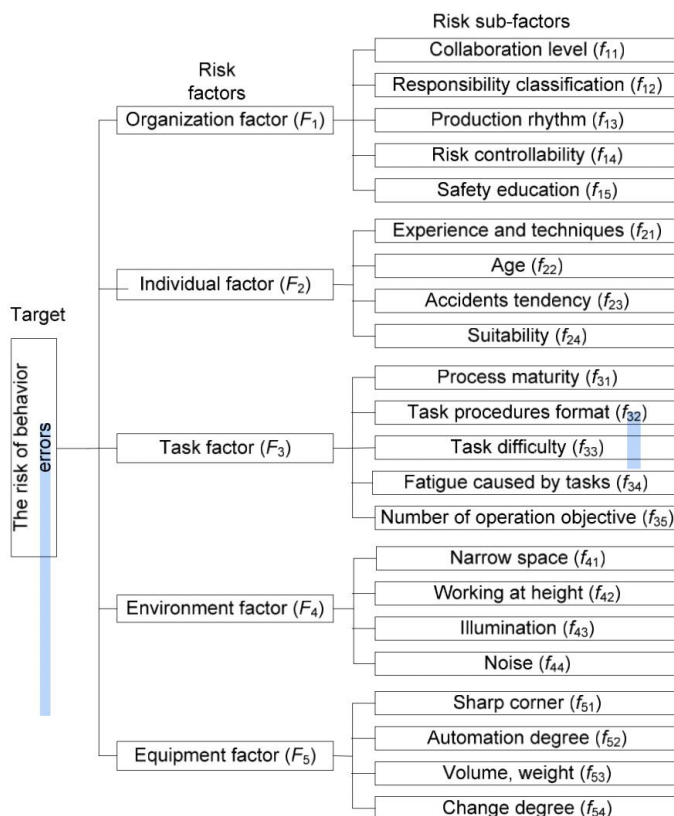 Risk sub-factors
Collaboration level (f11)
Risk
factors
Responsibility classification (f12)
Organization factor (F1)
Production rhythm (f13)
Risk controllability (f14)
Safety education (f15)
Experience and techniques (f21)
Age (f22)
Individual factor (F2)
Accidents tendency (f23)
Suitability (f24)
Target
The risk of behavior
errors
Process maturity (f31)
Task procedures format (f32)
Task factor (F3)
Task difficulty (f33)
Fatigue caused by tasks (f34)
Number of operation objective (f35)
Narrow space (f41)
Working at height (f42)
Environment factor (F4)
Illumination (f43)
Noise (f44)
Sharp corner (f51)
Automation degree (f52)
Equipment factor (F5)
Volume, weight (f53)
Change degree (f54)